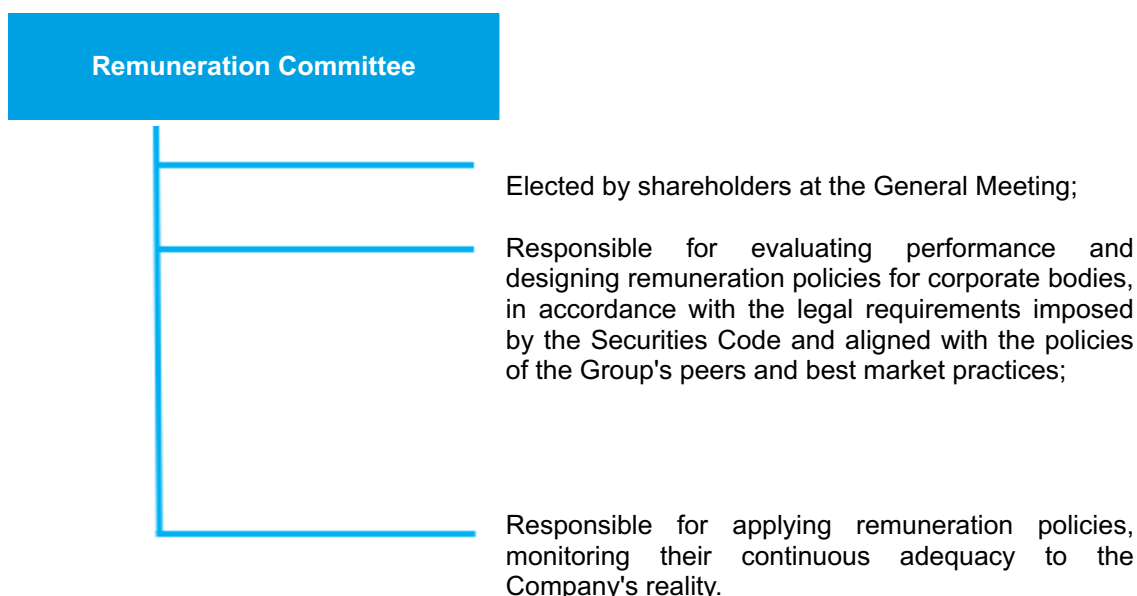 Remuneration Committee
Elected by shareholders at the General Meeting;
Responsible for evaluating performance and
designing remuneration policies for corporate bodies,
in accordance with the legal requirements imposed
by the Securities Code and aligned with the policies
of the Group's peers and best market practices;
Responsible for applying remuneration policies,
monitoring their continuous adequacy to the
Company's reality.